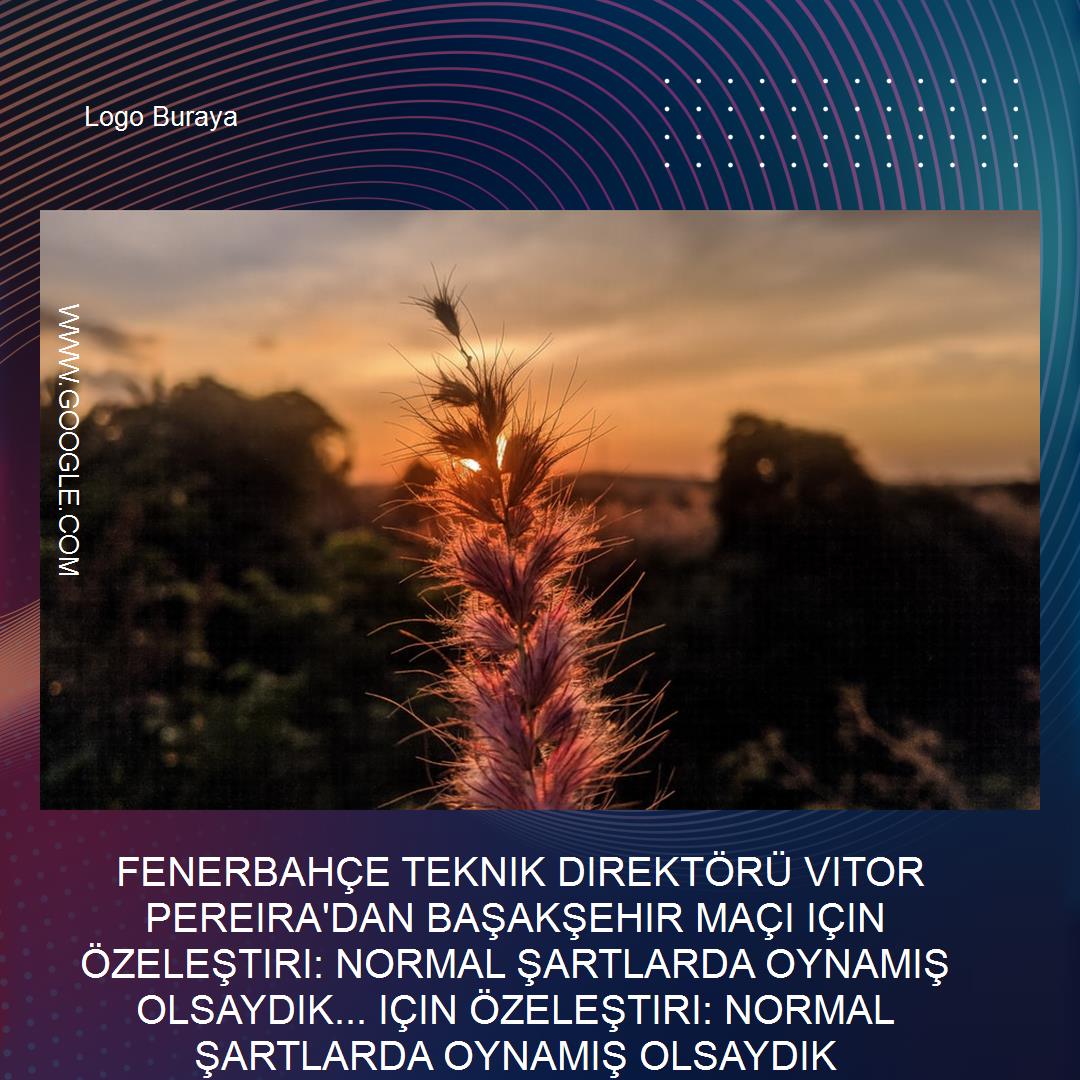 Logo Buraya
WWW.GOOGLE.COM
FENERBAHÇE TEKNIK DIREKTÖRÜ VITOR
PEREIRA'DAN BAŞAKŞEHIR MAÇI IÇIN
ÖZELEŞTIRI: NORMAL ŞARTLARDA OYNAMIŞ
OLSAYDIK... IÇIN ÖZELEŞTIRI: NORMAL
ŞARTLARDA OYNAMIŞ OLSAYDIK